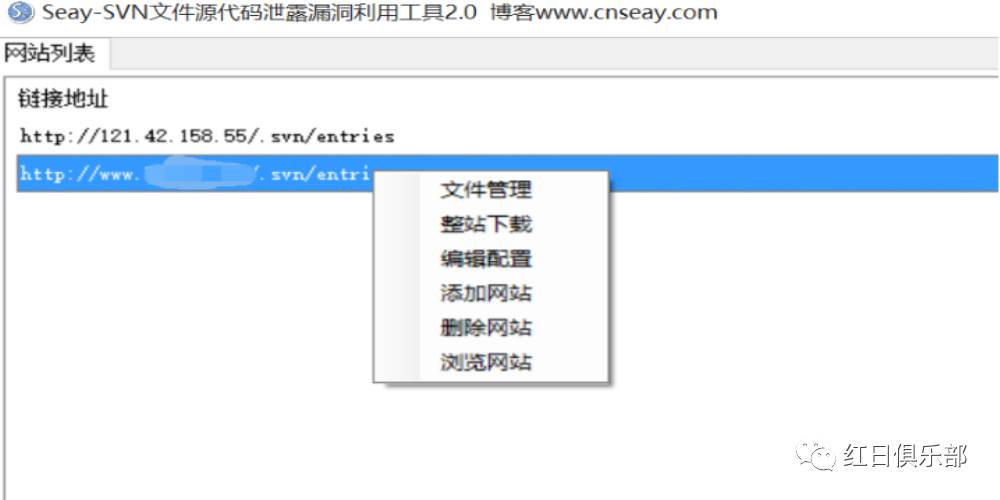 Seay-SVN文件源代码泄露漏洞利用工具2.0 博客www.cnseay.com
网站列表
链接地址
http://121.42.158.55/.svn/entries
http://www. /.svn/entri
文件管理
整站下载
编辑配置
添加网站
删除网站
浏览网站
红日俱乐部